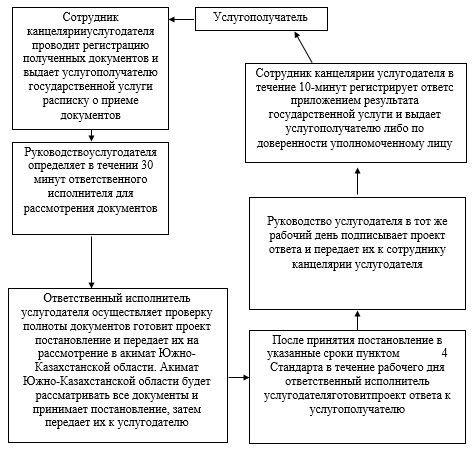 Услугополучатель
Сотрудник
канцелярииуслугодателя
проводит регистрацию
полученных документов и
выдает услугополучателю
государственной услуги
расписку о приеме
документов
Руководствоуслугодателя
определяет в течении 30
минут ответственного
исполнителя для
рассмотрения документов
Ответственный исполнитель
услугодателя осуществляет проверку
полноты документов готовит проект
постановление и передает их на
рассмотрение в акимат Южно-
Казахстанской области. Акимат
Южно-Казахстанской области будет
рассматривать все документы и
принимает постановление, затем
передает их к услугодателю
После принятия постановление в
указанные сроки пунктом 4
Стандарта в течение рабочего дня
ответственный исполнитель
услугодателяготовитпроект ответа к
услугополучателю
Руководство услугодателя в тот же
рабочий день подписывает проект
ответа и передает их к сотруднику
канцелярии услугодателя
Сотрудник канцелярии услугодателя в
течение 10-минут регистрирует ответс
приложением результата
государственной услуги и выдает
услугополучателю либо по
доверенности уполномоченному лицу